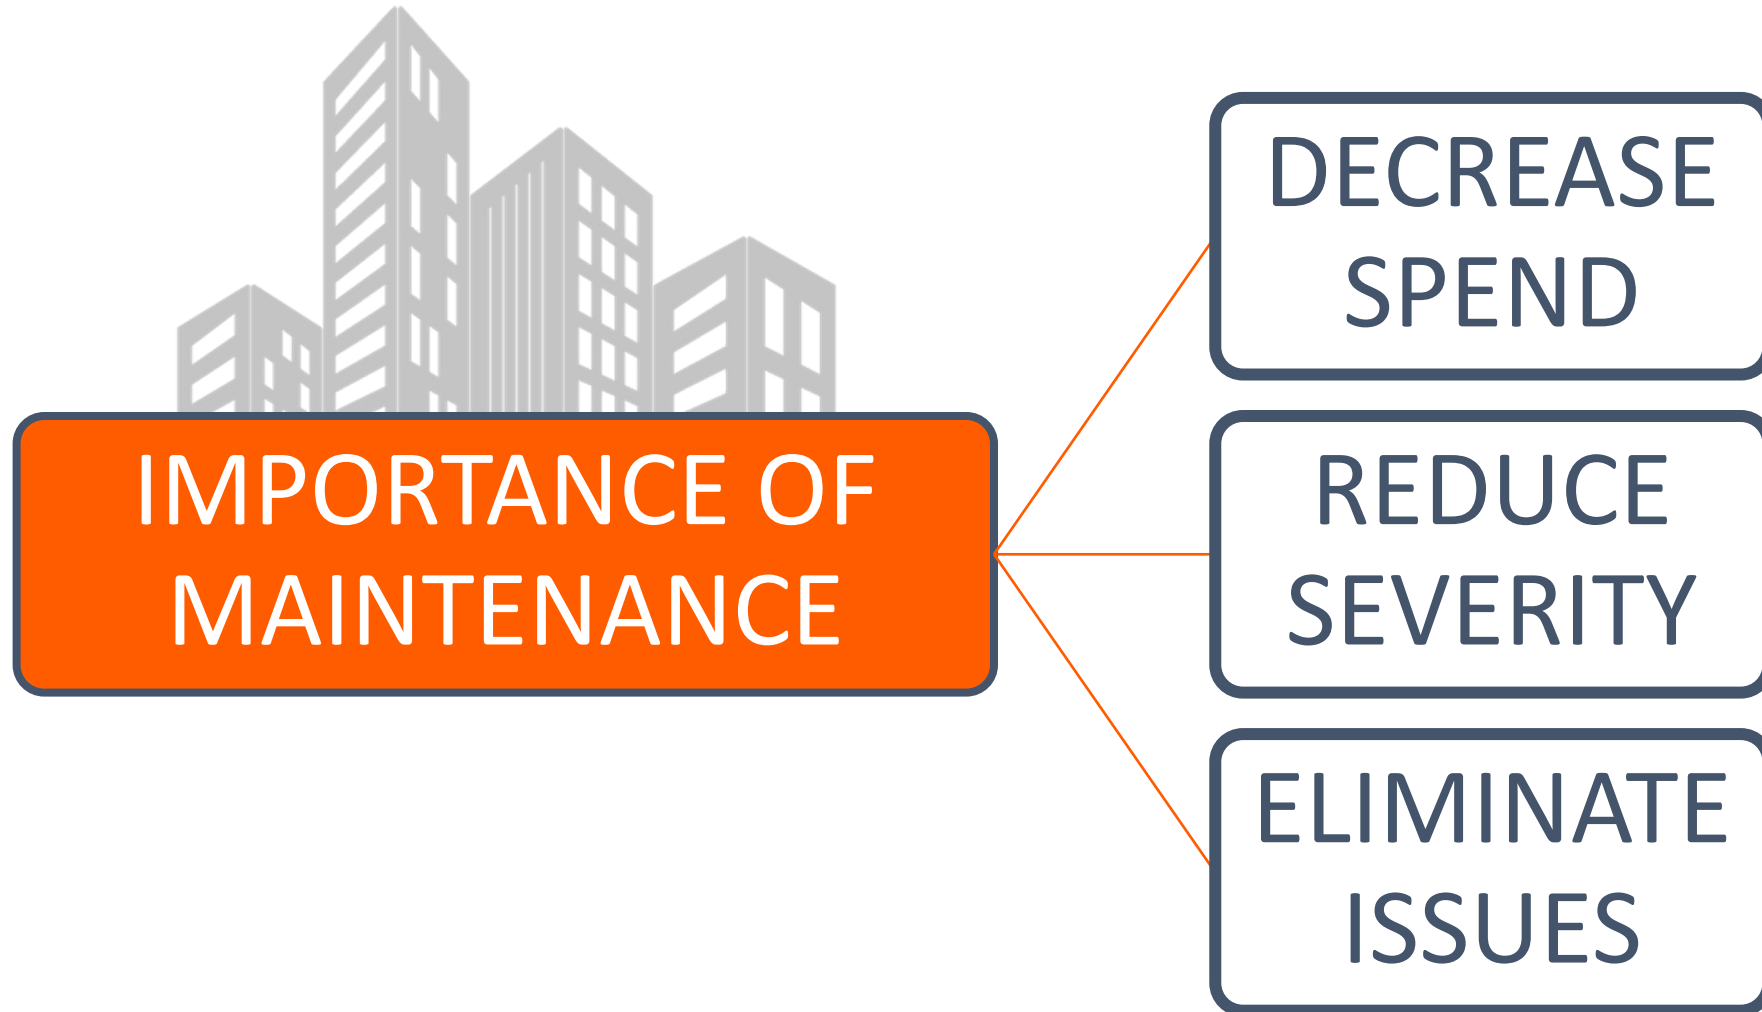 IMPORTANCE OF
MAINTENANCE
DECREASE
SPEND
REDUCE
SEVERITY
ELIMINATE
ISSUES